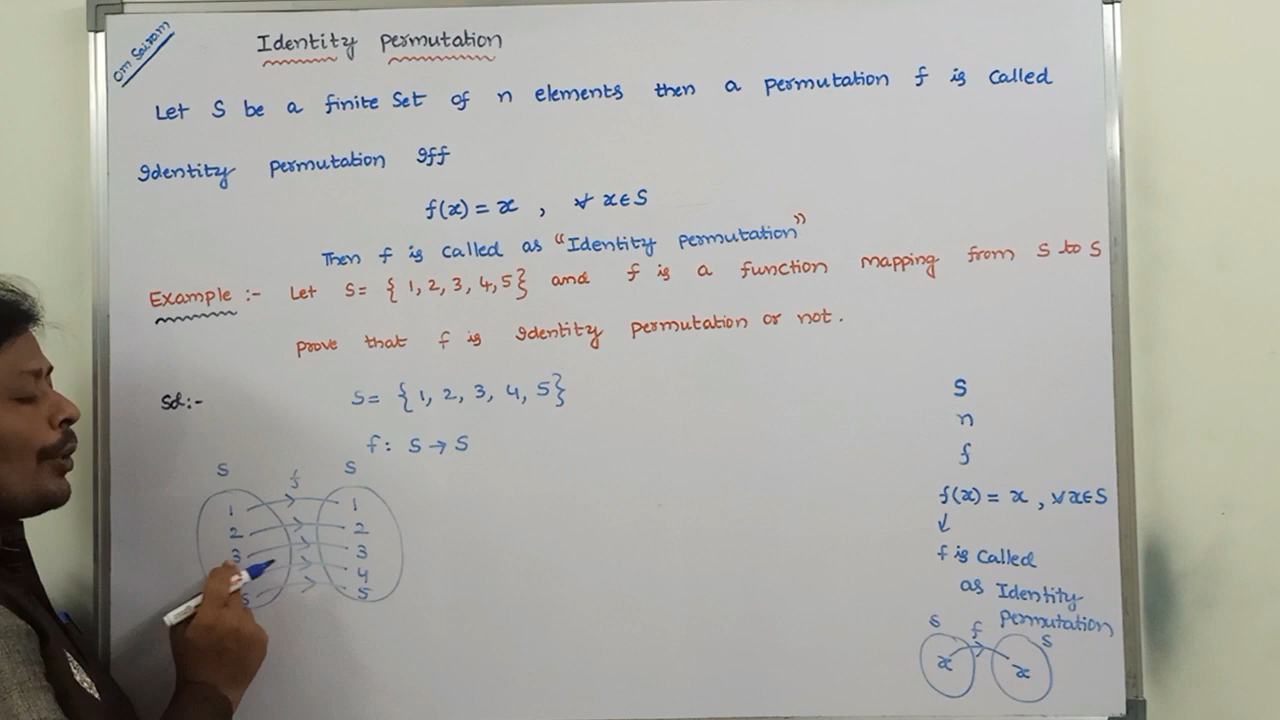 Om Sairam
Identity permutation
Let S be a finite Set of n elements then a permutation f is called
Identity permutation Iff
f(x) = x , ∀ x∈S
Then f is called as "Identity permutation"
Example :- Let S= {1, 2, 3, 4, 5} and f is a function mapping from S to S
prove that f is Identity permutation or not.
Sol:- S= {1, 2, 3, 4, 5}
f: S → S
S f S
1 1
2 2
3 3
4
5 5
S
n
f
f(x) = x , ∀x∈S
↓
f is called
as Identity
permutation
S f S
x x